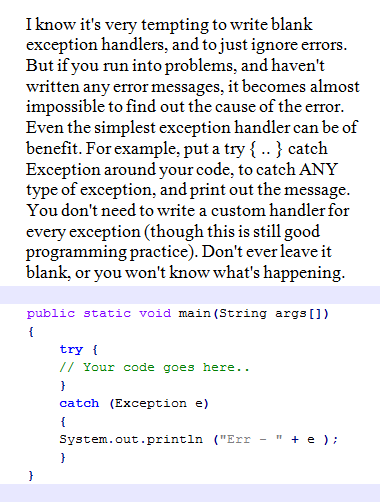 I know it's very tempting to write blank
exception handlers, and to just ignore errors.
But if you run into problems, and haven't
written any error messages, it becomes almost
impossible to find out the cause of the error.
Even the simplest exception handler can be of
benefit. For example, put a try { .. } catch
Exception around your code, to catch ANY
type of exception, and print out the message.
You don't need to write a custom handler for
every exception (though this is still good
programming practice). Don't ever leave it
blank, or you won't know what's happening.
public static void main(String args[])
{
try {
// Your code goes here..
}
catch (Exception e)
{
System.out.println ("Err - " + e );
}
}